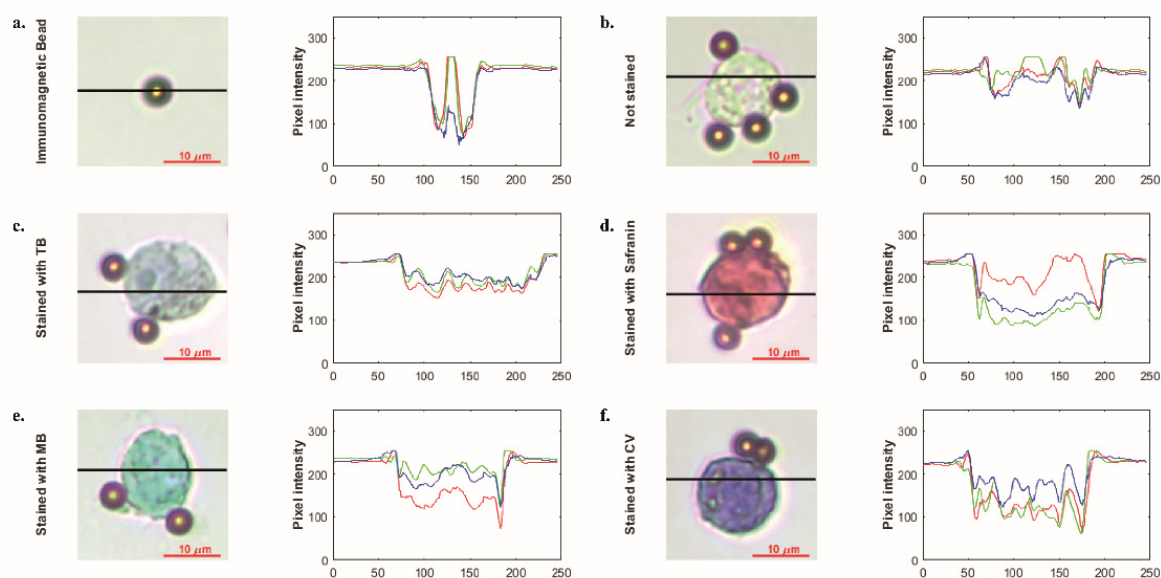 a.
Immunomagnetic Bead
10 μm
Pixel intensity
300
200
100
0
0 50 100 150 200 250
b.
Not stained
10 μm
Pixel intensity
300
200
100
0
0 50 100 150 200 250
c.
Stained with TB
10 μm
Pixel intensity
300
200
100
0
0 50 100 150 200 250
d.
Stained with Safranin
10 μm
Pixel intensity
300
200
100
0
0 50 100 150 200 250
e.
Stained with MB
10 μm
Pixel intensity
300
200
100
0
0 50 100 150 200 250
f.
Stained with CV
10 μm
Pixel intensity
300
200
100
0
0 50 100 150 200 250